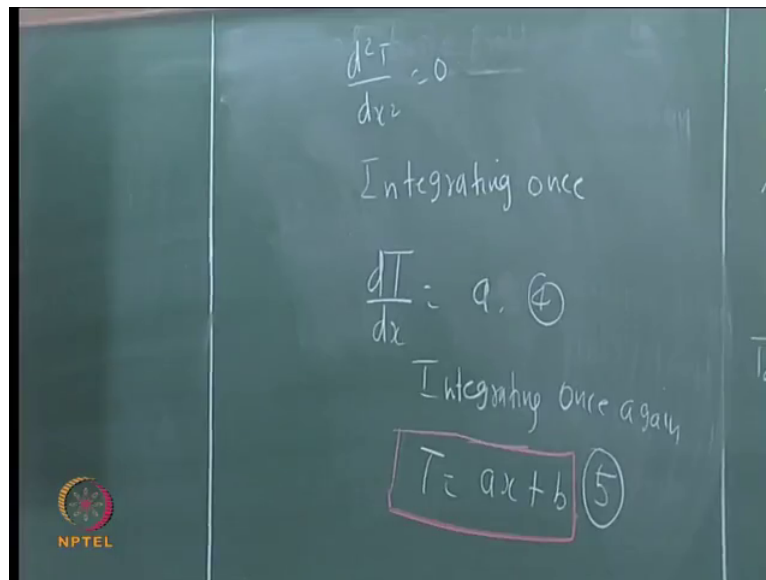 d²T
dx²
=0
Integrating once
dT
dx
= a. ④
Integrating once again
T= ax+b ⑤
NPTEL